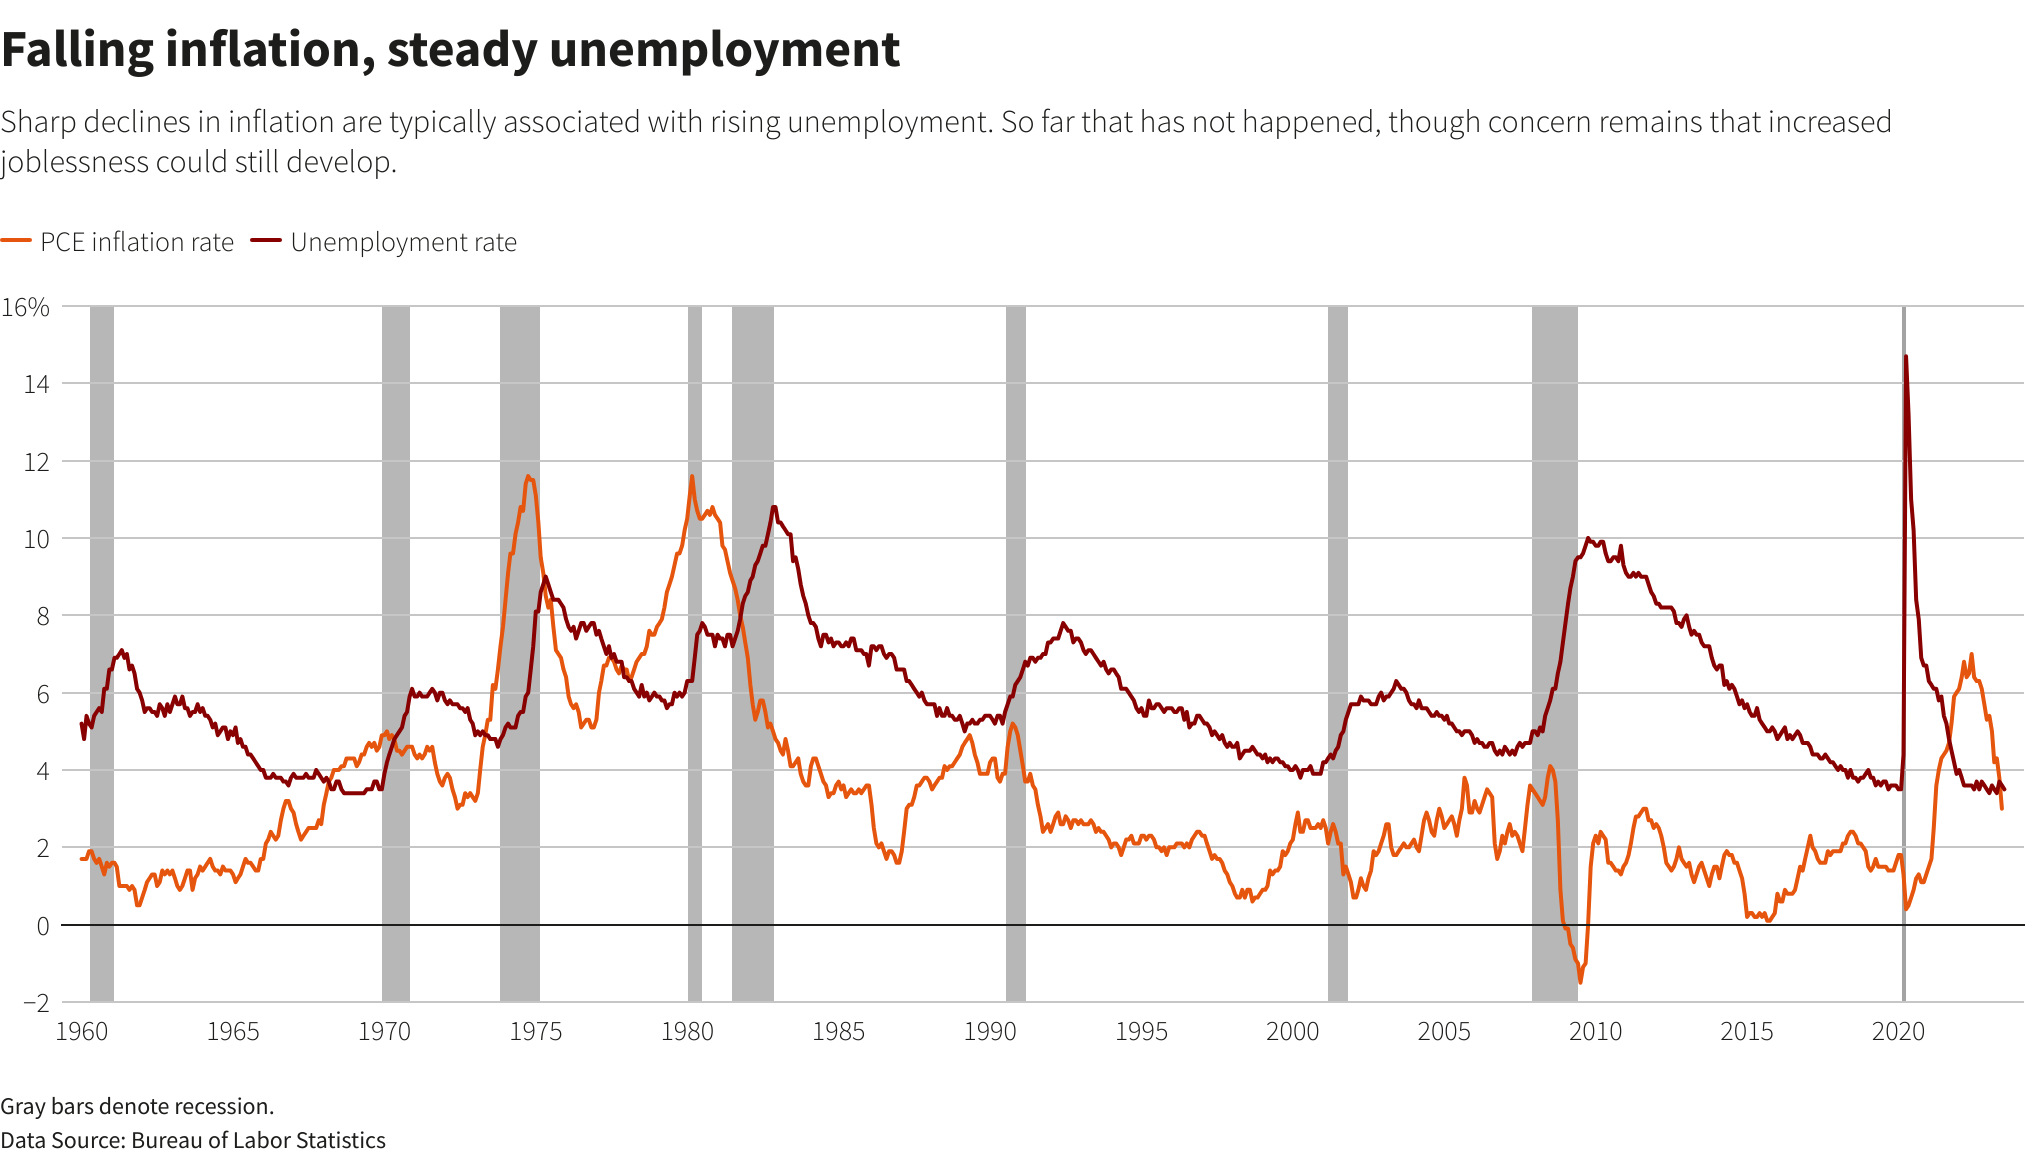 Falling inflation, steady unemployment
Sharp declines in inflation are typically associated with rising unemployment. So far that has not happened, though concern remains that increased
joblessness could still develop.
PCE inflation rate Unemployment rate
16%
14
12
10
8
6
4
2
0
−2
1960 1965 1970 1975 1980 1985 1990 1995 2000 2005 2010 2015 2020
Gray bars denote recession.
Data Source: Bureau of Labor Statistics